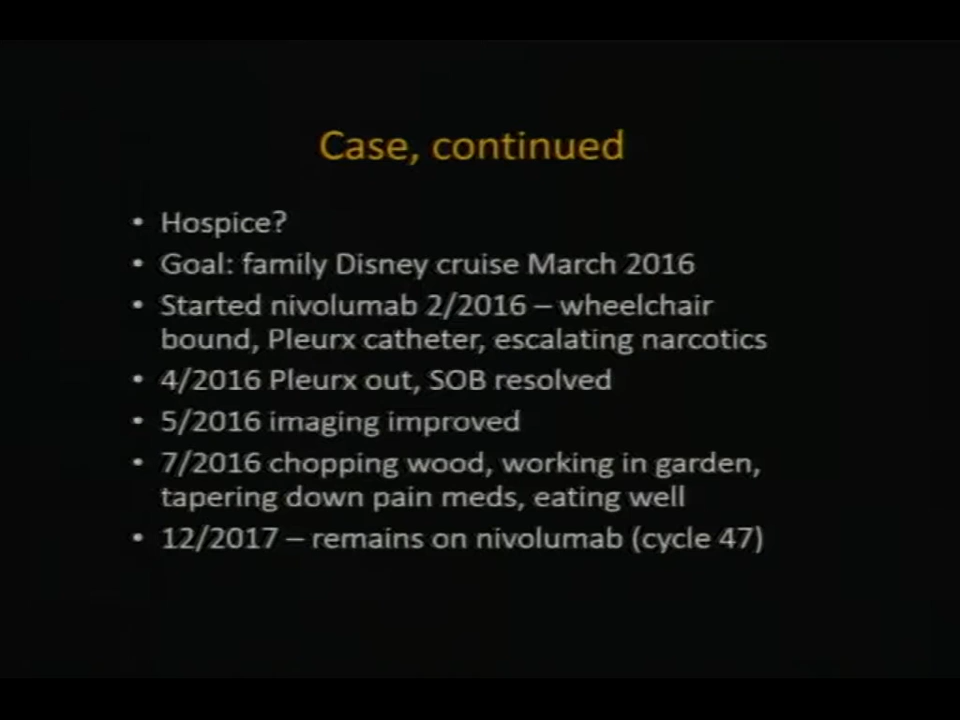 Case, continued
• Hospice?
• Goal: family Disney cruise March 2016
• Started nivolumab 2/2016 – wheelchair
bound, Pleurx catheter, escalating narcotics
• 4/2016 Pleurx out, SOB resolved
• 5/2016 imaging improved
• 7/2016 chopping wood, working in garden,
tapering down pain meds, eating well
• 12/2017 – remains on nivolumab (cycle 47)